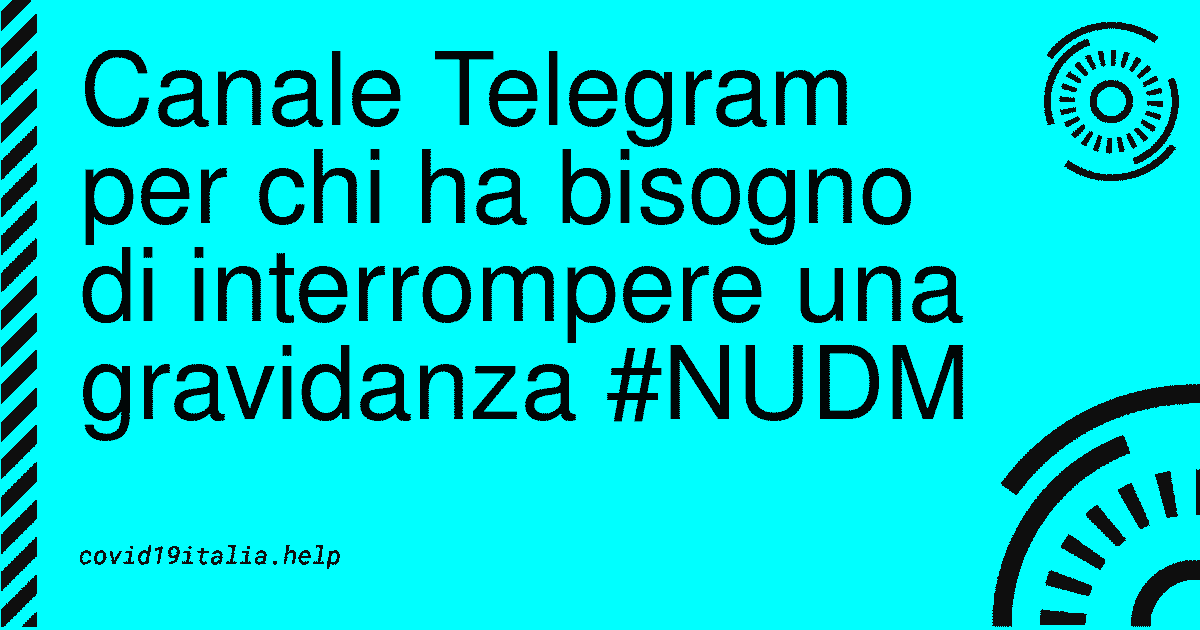 Canale Telegram
per chi ha bisogno
di interrompere una
gravidanza #NUDM
covid19italia.help